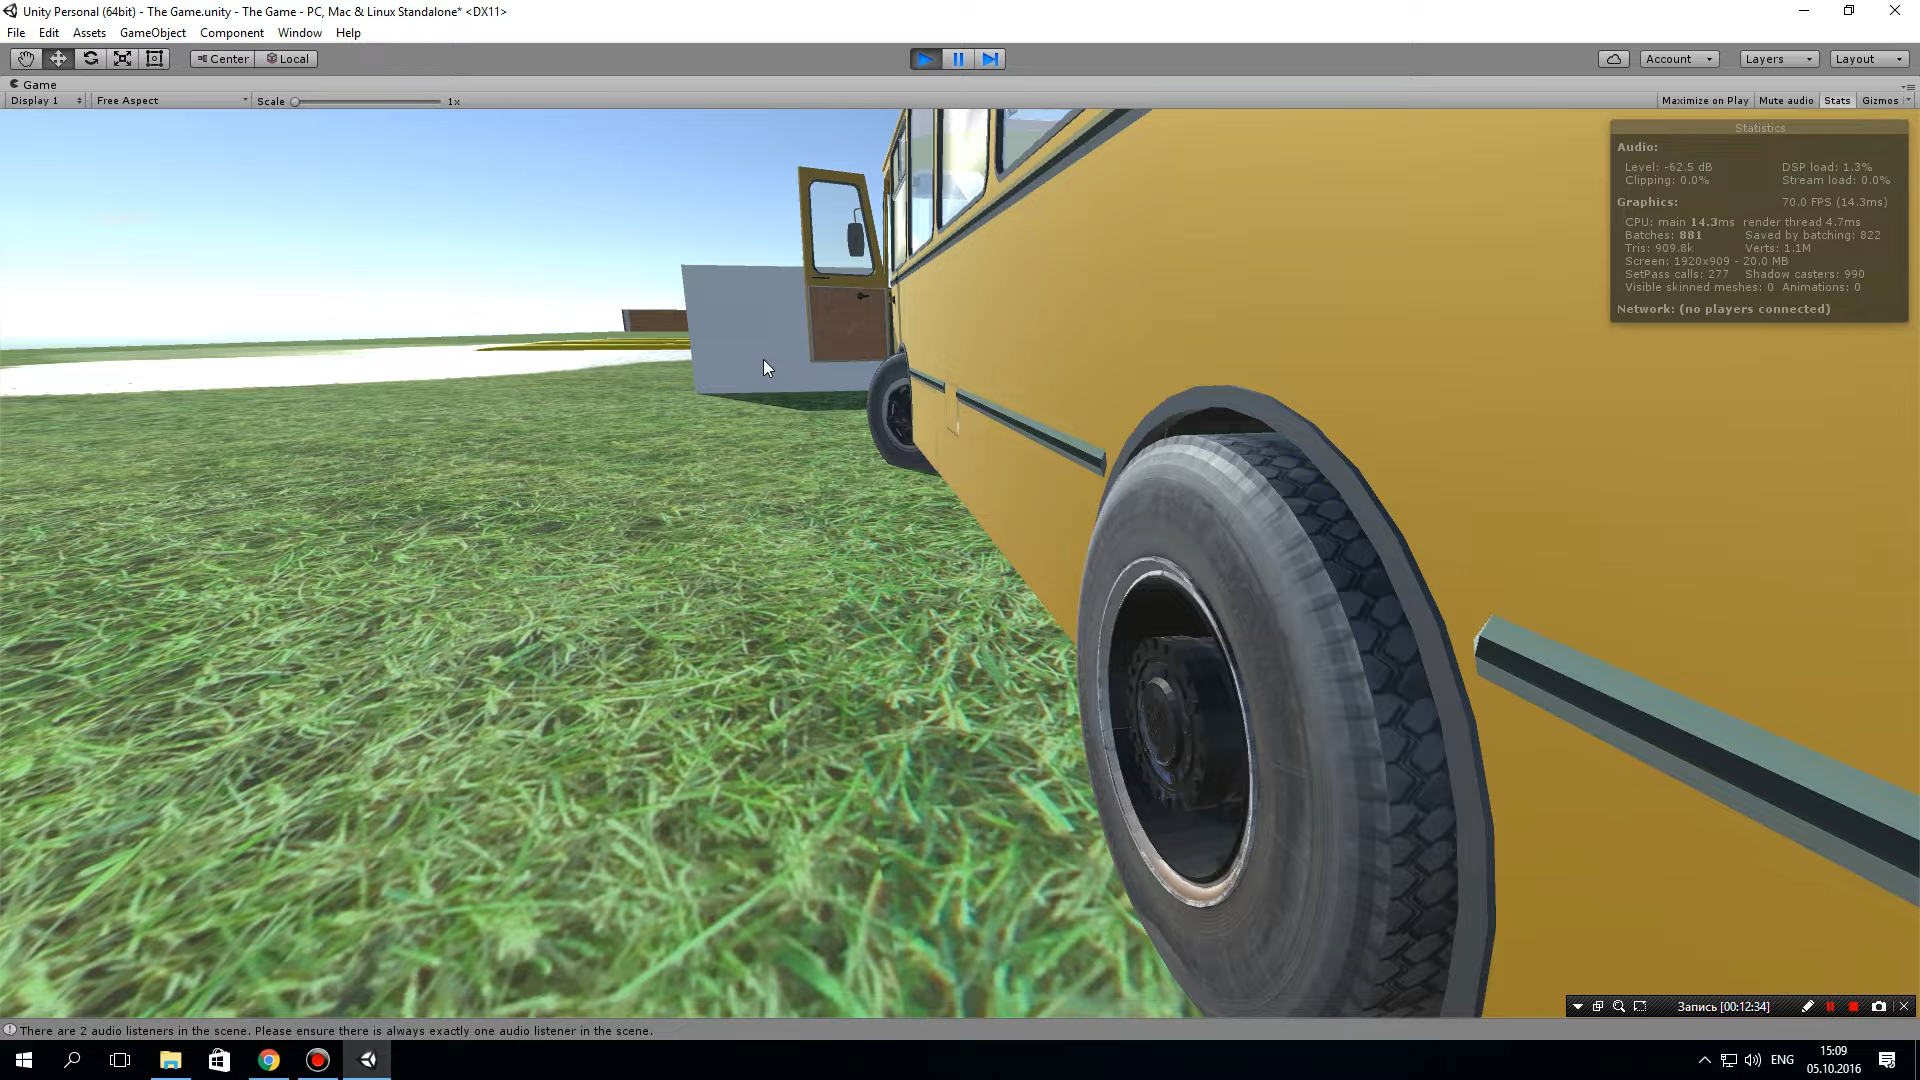 Unity Personal (64bit) - The Game.unity - The Game - PC, Mac & Linux Standalone* <DX11>
File Edit Assets GameObject Component Window Help
Center Local Account Layers Layout
Game
Display 1 Free Aspect Scale 1x Maximize on Play Mute audio Stats Gizmos
Statistics
Audio:
Level: -62.5 dB DSP load: 1.3%
Clipping: 0.0% Stream load: 0.0%
Graphics: 70.0 FPS (14.3ms)
CPU: main 14.3ms render thread 4.7ms
Batches: 881 Saved by batching: 822
Tris: 909.8k Verts: 1.1M
Screen: 1920x909 - 20.0 MB
SetPass calls: 277 Shadow casters: 990
Visible skinned meshes: 0 Animations: 0
Network: (no players connected)
Запись [00:12:34]
There are 2 audio listeners in the scene. Please ensure there is always exactly one audio listener in the scene.
ENG
15:09
05.10.2016